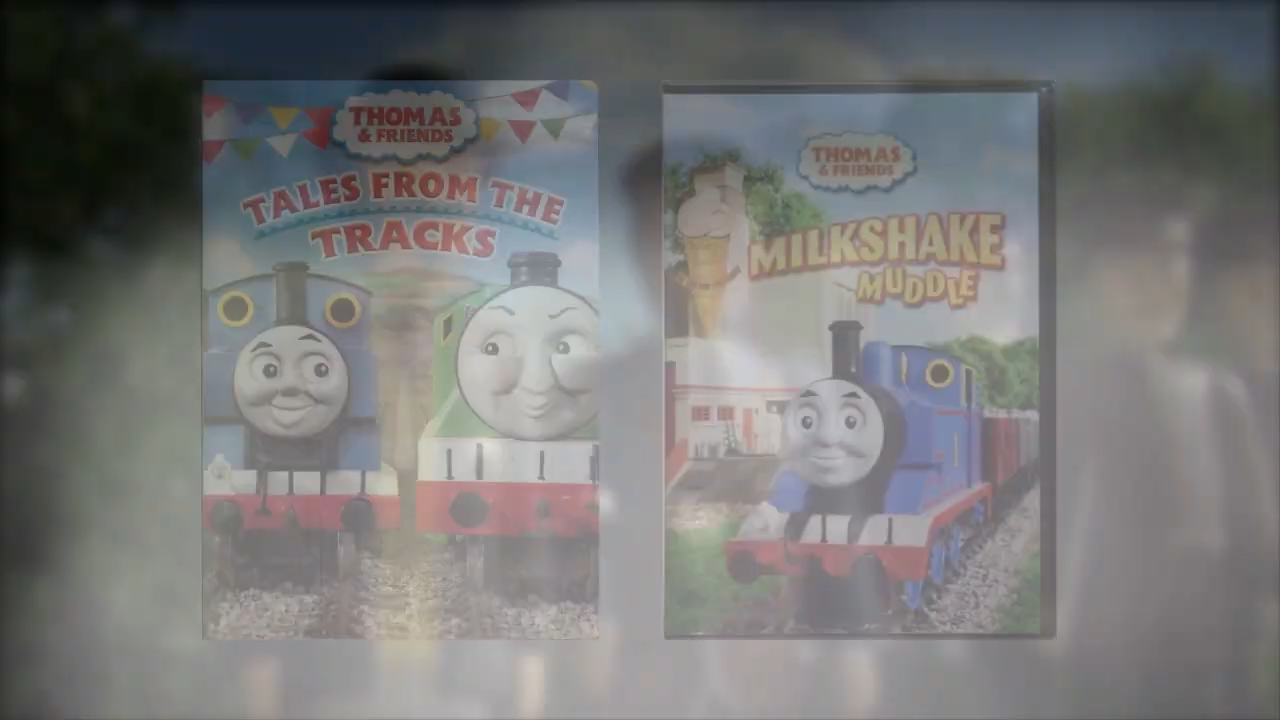 THOMAS
& FRIENDS
TALES FROM THE
TRACKS
THOMAS
& FRIENDS
MILKSHAKE
MUDDLE